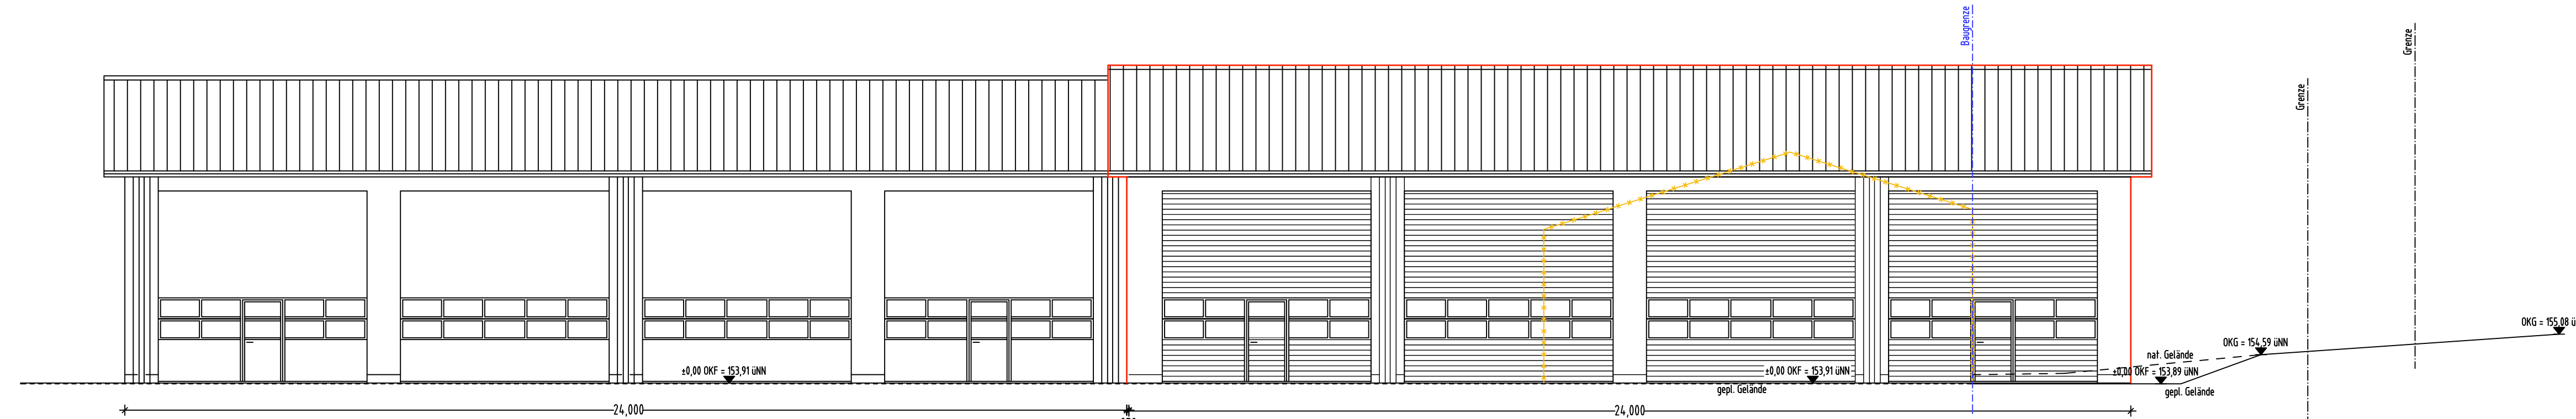 Baugrenze
Grenze
Grenze
OKG = 155,08 ü
OKG = 154,59 üNN
nat. Gelände
±0,00 OKF = 153,91 üNN
±0,00 OKF = 153,91 üNN
±0,00 OKF = 153,89 üNN
gepl. Gelände
gepl. Gelände
24,000
24,000